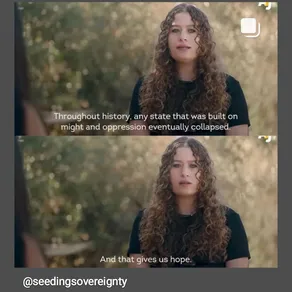 Throughout history, any state that was built on
might and oppression eventually collapsed.
And that gives us hope.
@seedingsovereignty